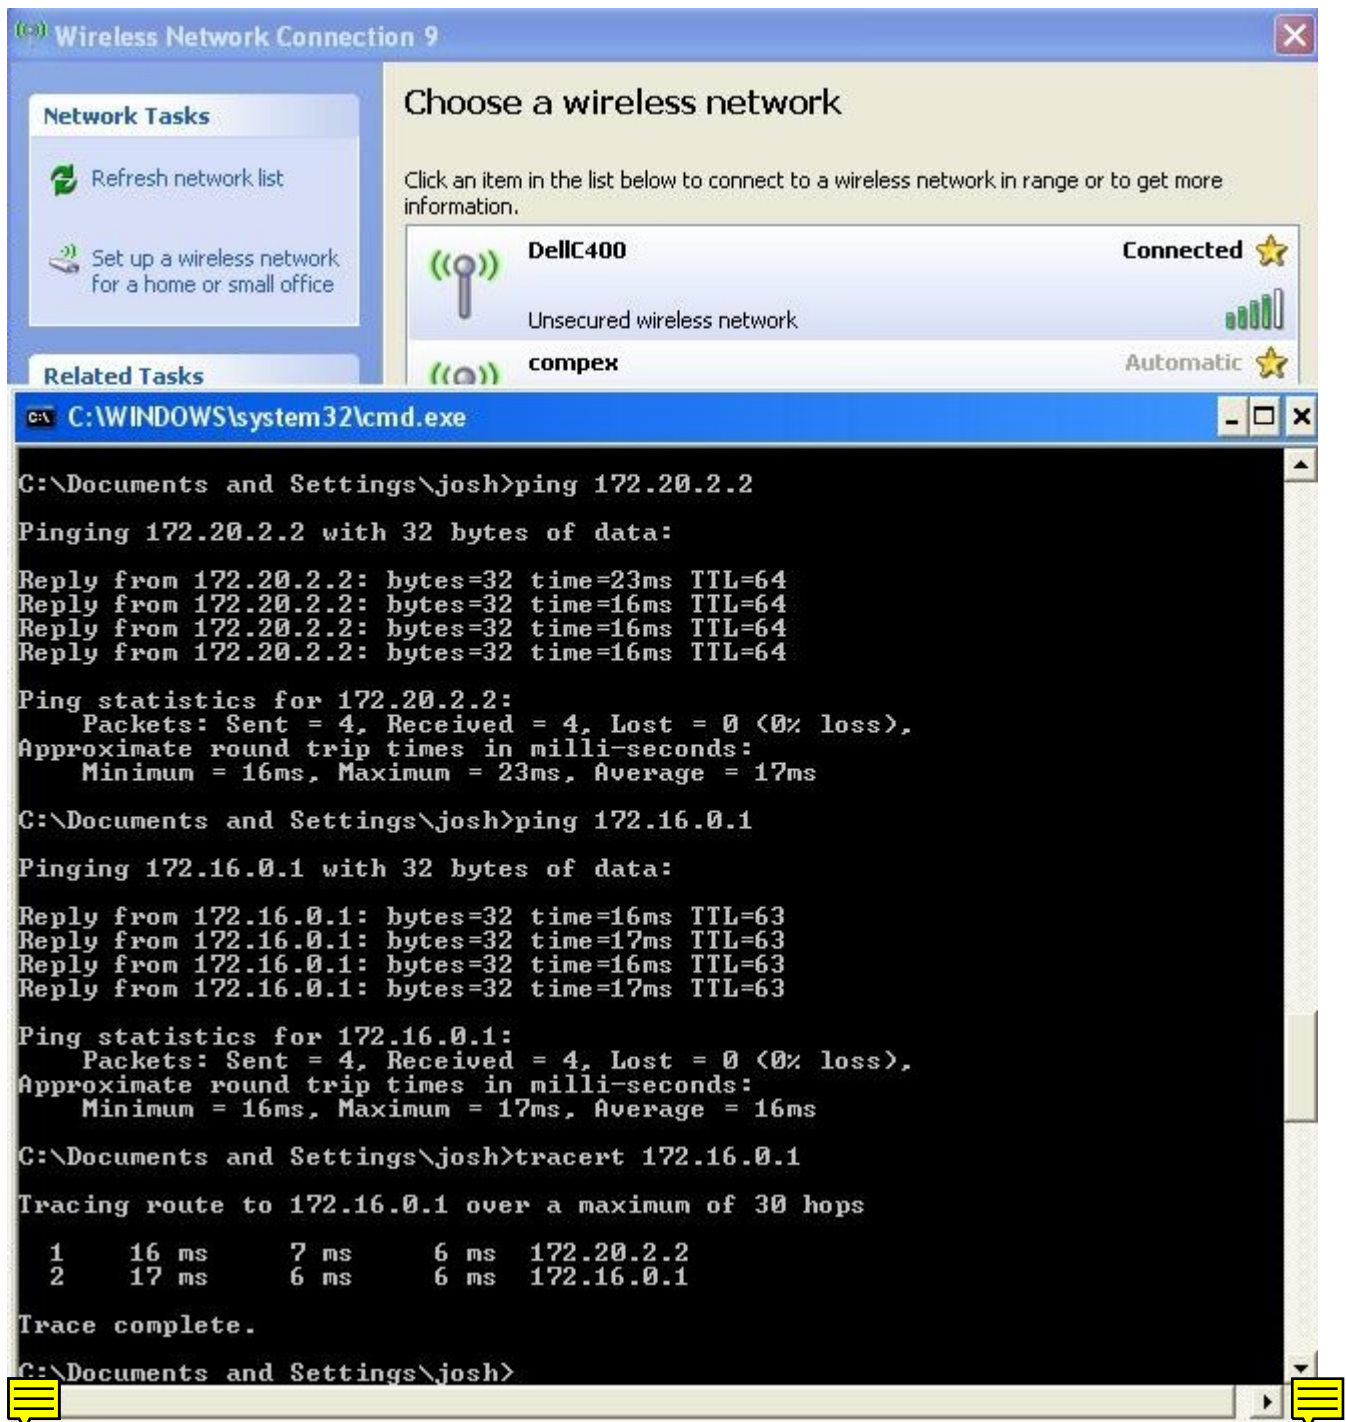 Wireless Network Connection 9
Network Tasks
Refresh network list
Set up a wireless network
for a home or small office
Related Tasks
Choose a wireless network
Click an item in the list below to connect to a wireless network in range or to get more
information.
DellC400 Connected
Unsecured wireless network
compex Automatic
C:\WINDOWS\system32\cmd.exe
C:\Documents and Settings\josh>ping 172.20.2.2
Pinging 172.20.2.2 with 32 bytes of data:
Reply from 172.20.2.2: bytes=32 time=23ms TTL=64
Reply from 172.20.2.2: bytes=32 time=16ms TTL=64
Reply from 172.20.2.2: bytes=32 time=16ms TTL=64
Reply from 172.20.2.2: bytes=32 time=16ms TTL=64
Ping statistics for 172.20.2.2:
Packets: Sent = 4, Received = 4, Lost = 0 (0% loss),
Approximate round trip times in milli-seconds:
Minimum = 16ms, Maximum = 23ms, Average = 17ms
C:\Documents and Settings\josh>ping 172.16.0.1
Pinging 172.16.0.1 with 32 bytes of data:
Reply from 172.16.0.1: bytes=32 time=16ms TTL=63
Reply from 172.16.0.1: bytes=32 time=17ms TTL=63
Reply from 172.16.0.1: bytes=32 time=16ms TTL=63
Reply from 172.16.0.1: bytes=32 time=17ms TTL=63
Ping statistics for 172.16.0.1:
Packets: Sent = 4, Received = 4, Lost = 0 (0% loss),
Approximate round trip times in milli-seconds:
Minimum = 16ms, Maximum = 17ms, Average = 16ms
C:\Documents and Settings\josh>tracert 172.16.0.1
Tracing route to 172.16.0.1 over a maximum of 30 hops
1 16 ms 7 ms 6 ms 172.20.2.2
2 17 ms 6 ms 6 ms 172.16.0.1
Trace complete.
C:\Documents and Settings\josh>